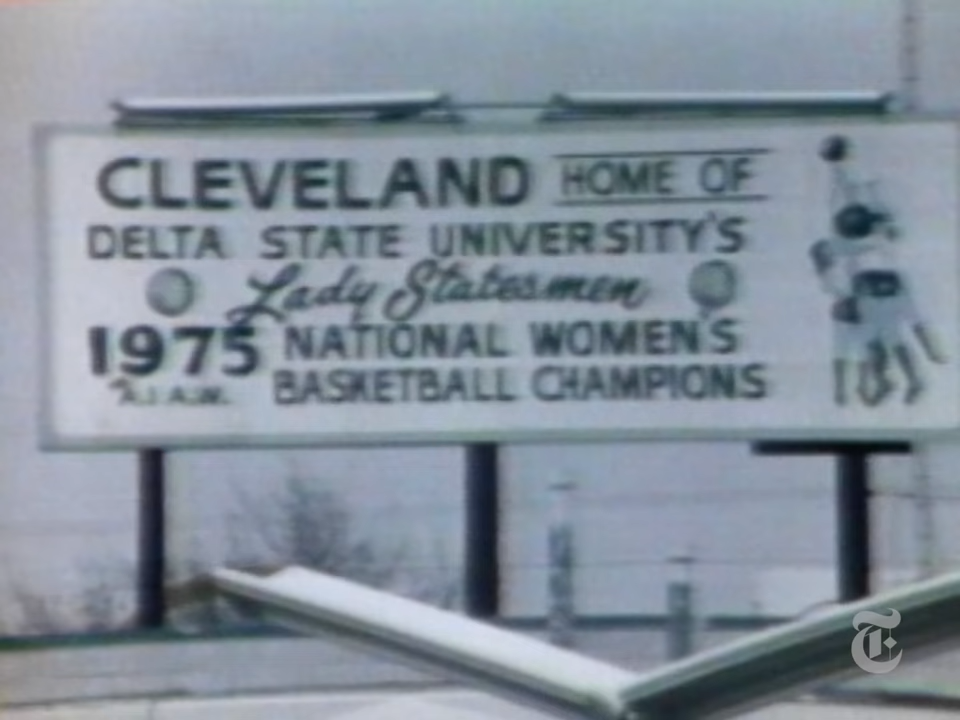 CLEVELAND HOME OF
DELTA STATE UNIVERSITY'S
Lady Statesmen
1975 NATIONAL WOMEN'S
A.I.A.W. BASKETBALL CHAMPIONS
T